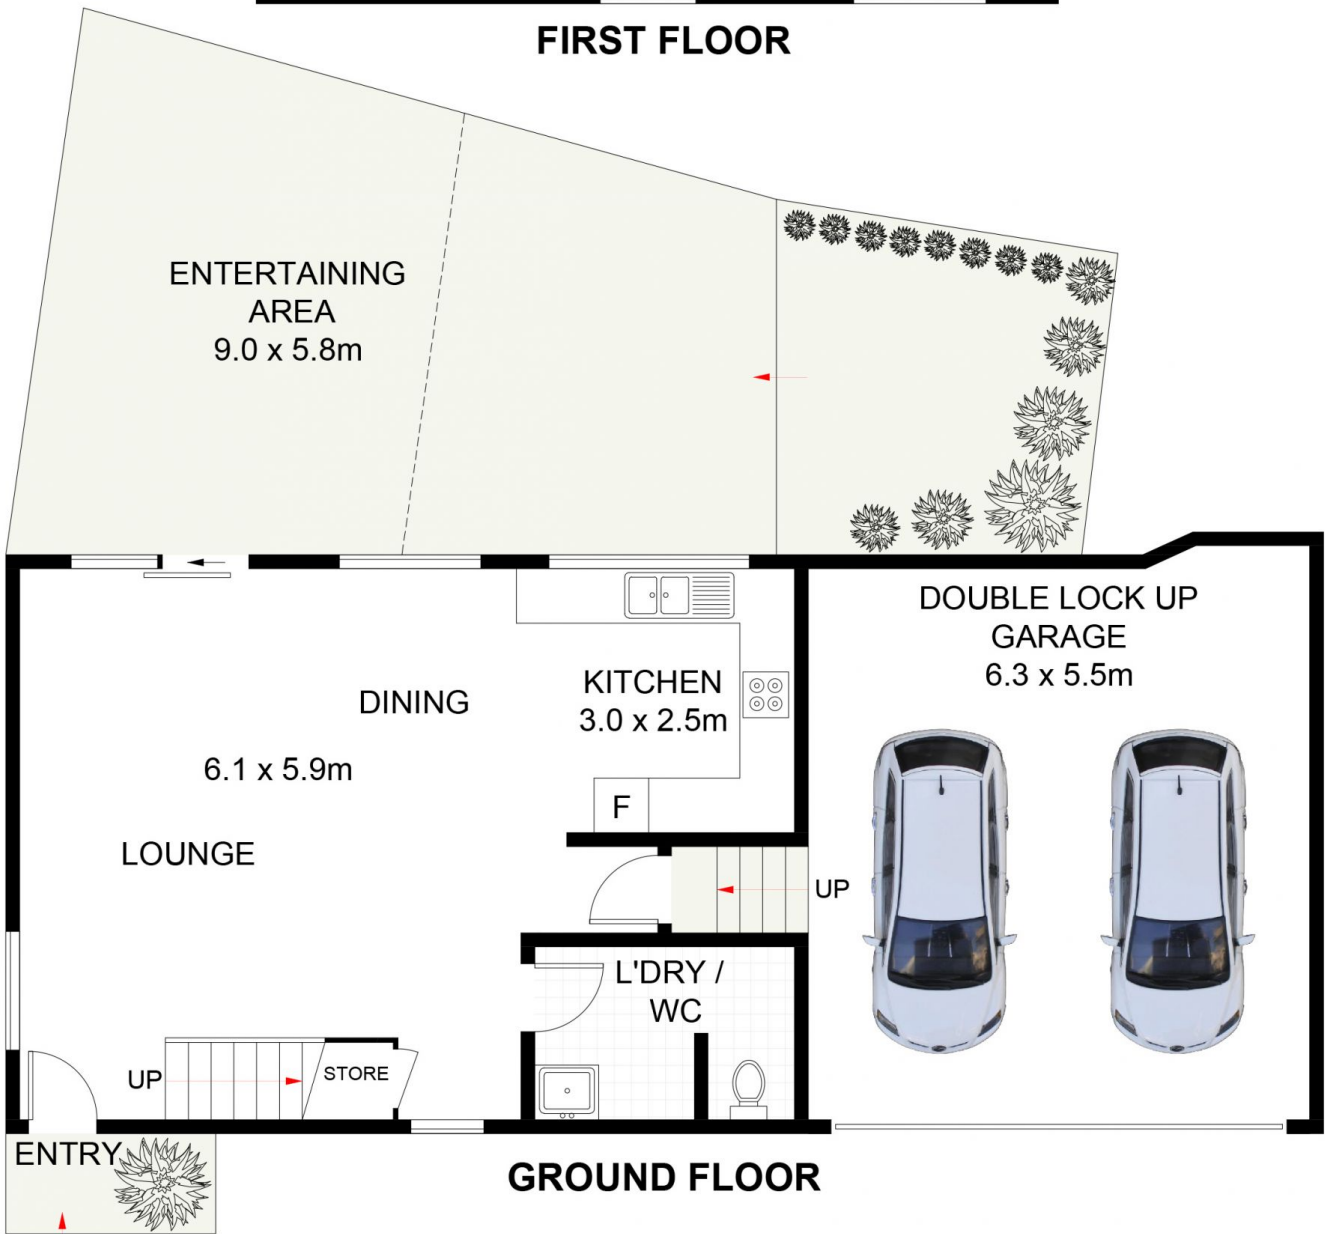 FIRST FLOOR
ENTERTAINING
AREA
9.0 x 5.8m
DOUBLE LOCK UP
GARAGE
6.3 x 5.5m
KITCHEN
3.0 x 2.5m
DINING
6.1 x 5.9m
F
LOUNGE
UP
L'DRY /
WC
UP
STORE
ENTRY
GROUND FLOOR